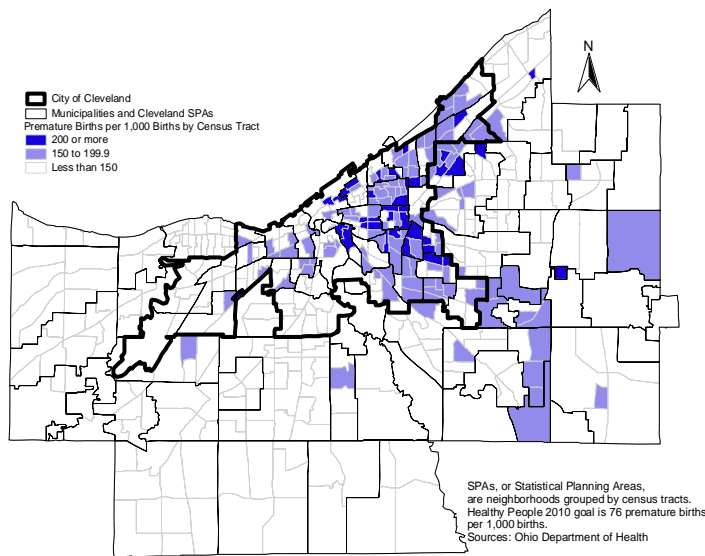 N
City of Cleveland
Municipalities and Cleveland SPAs
Premature Births per 1,000 Births by Census Tract
200 or more
150 to 199.9
Less than 150
SPAs, or Statistical Planning Areas,
are neighborhoods grouped by census tracts.
Healthy People 2010 goal is 76 premature births
per 1,000 births.
Sources: Ohio Department of Health